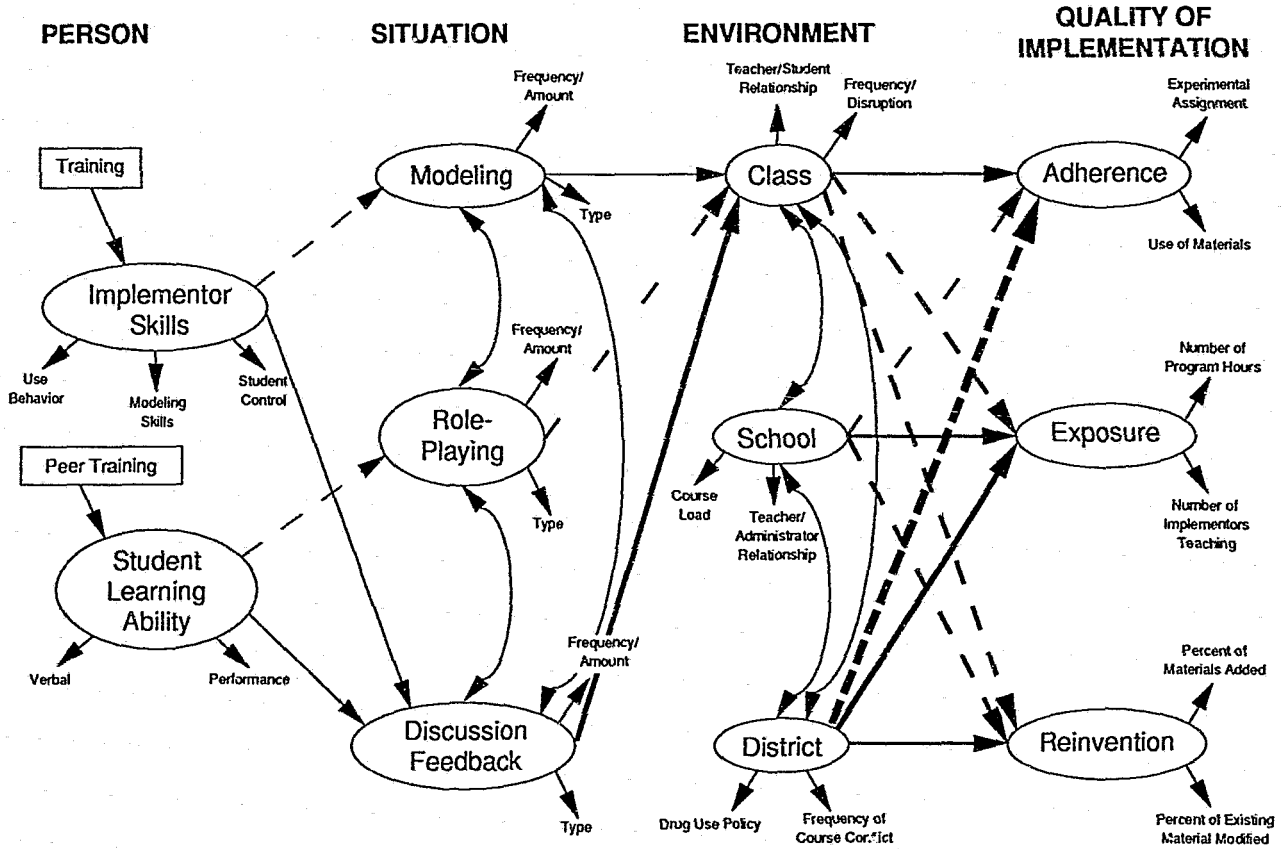 PERSON
SITUATION
ENVIRONMENT
QUALITY OF
IMPLEMENTATION
Training
Implementor
Skills
Use
Behavior
Modeling
Skills
Student
Control
Peer Training
Student
Learning
Ability
Verbal
Performance
Frequency/
Amount
Modeling
Type
Frequency/
Amount
Role-
Playing
Type
Frequency/
Amount
Discussion
Feedback
Type
Teacher/Student
Relationship
Frequency/
Disruption
Class
School
Course
Load
Teacher/
Administrator
Relationship
District
Drug Use Policy
Frequency of
Course Conflict
Experimental
Assignment
Adherence
Use of Materials
Number of
Program Hours
Exposure
Number of
Implementors
Teaching
Percent of
Materials Added
Reinvention
Percent of Existing
Material Modified